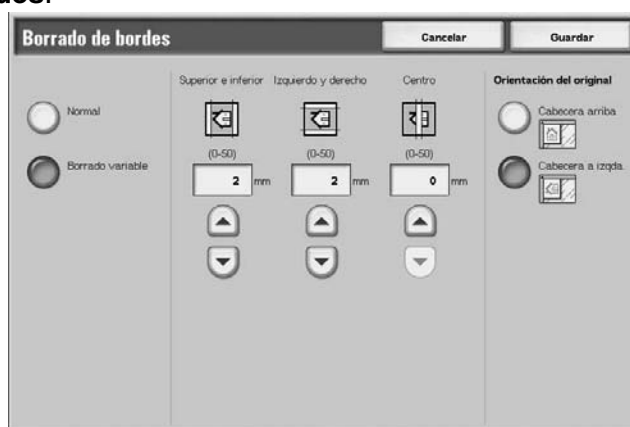 Borrado de bordes
Cancelar
Guardar
Superior e inferior
Izquierdo y derecho
Centro
Orientación del original
Normal
Borrado variable
(0-50)
(0-50)
(0-50)
2 mm
2 mm
0 mm
Cabecera arriba
Cabecera a izqda.